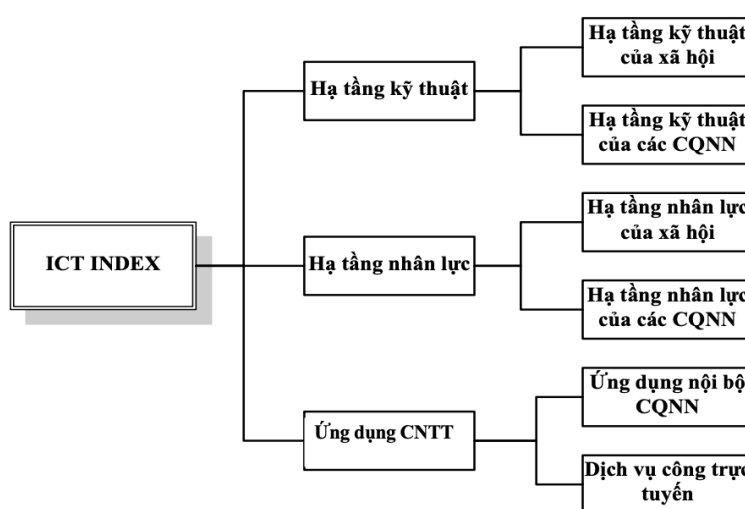 ICT INDEX
Hạ tầng kỹ thuật
Hạ tầng kỹ thuật
của xã hội
Hạ tầng kỹ thuật
của các CQNN
Hạ tầng nhân lực
Hạ tầng nhân lực
của xã hội
Hạ tầng nhân lực
của các CQNN
Ứng dụng CNTT
Ứng dụng nội bộ
CQNN
Dịch vụ công trực
tuyến